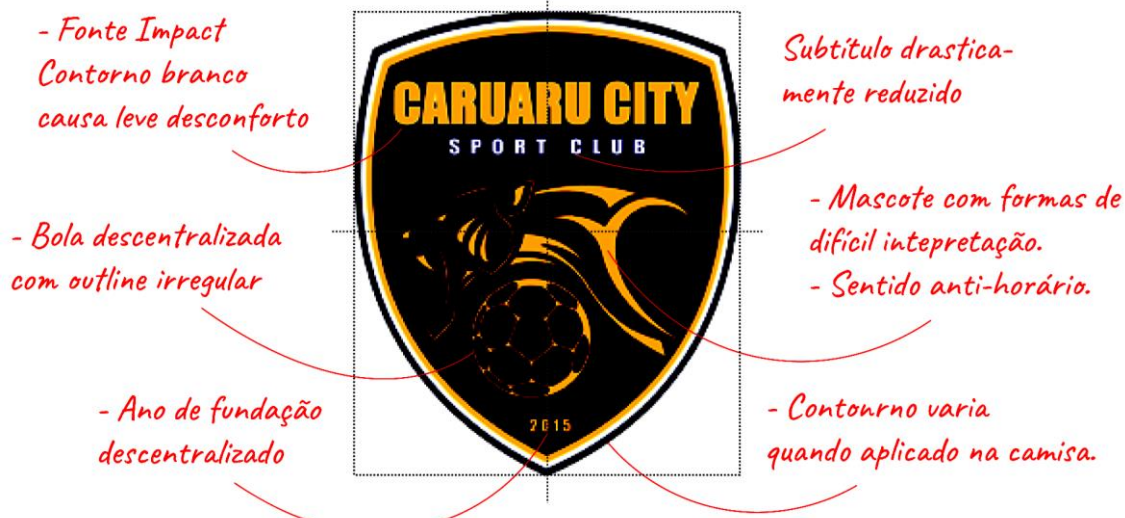 - Fonte Impact
Contorno branco
causa leve desconforto
Subtítulo drastica-
mente reduzido
CARUARU CITY
SPORT CLUB
- Bola descentralizada
com outline irregular
- Mascote com formas de
difícil intepretação.
- Sentido anti-horário.
- Ano de fundação
descentralizado
2015
- Contonrno varia
quando aplicado na camisa.